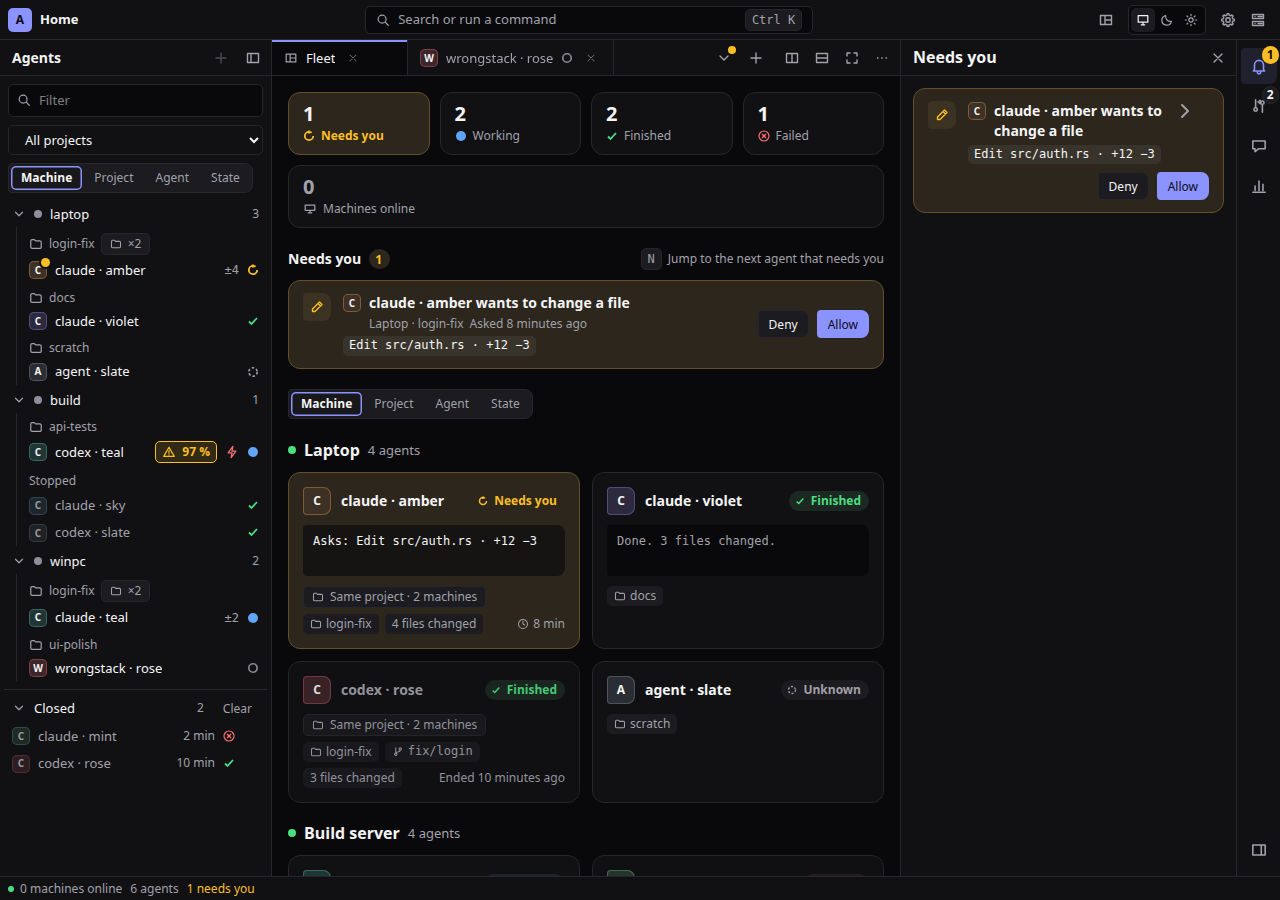 A Home
Search or run a command Ctrl K
Agents
Filter
All projects
Machine Project Agent State
laptop 3
login-fix ×2
C claude · amber ±4
docs
C claude · violet
scratch
A agent · slate
build 1
api-tests
C codex · teal 97 %
Stopped
C claude · sky
C codex · slate
winpc 2
login-fix ×2
C claude · teal ±2
ui-polish
W wrongstack · rose
Closed 2 Clear
C claude · mint 2 min
C codex · rose 10 min
Fleet
W wrongstack · rose
1
Needs you
2
Working
2
Finished
1
Failed
0
Machines online
Needs you 1
N Jump to the next agent that needs you
C claude · amber wants to change a file
Laptop · login-fix Asked 8 minutes ago
Edit src/auth.rs · +12 −3
Deny Allow
Machine Project Agent State
Laptop 4 agents
C claude · amber Needs you
Asks: Edit src/auth.rs · +12 −3
Same project · 2 machines
login-fix 4 files changed 8 min
C claude · violet Finished
Done. 3 files changed.
docs
C codex · rose Finished
Same project · 2 machines
login-fix fix/login
3 files changed Ended 10 minutes ago
A agent · slate Unknown
scratch
Build server 4 agents
Needs you
C claude · amber wants to
change a file
Edit src/auth.rs · +12 −3
Deny Allow
1
2
0 machines online 6 agents 1 needs you